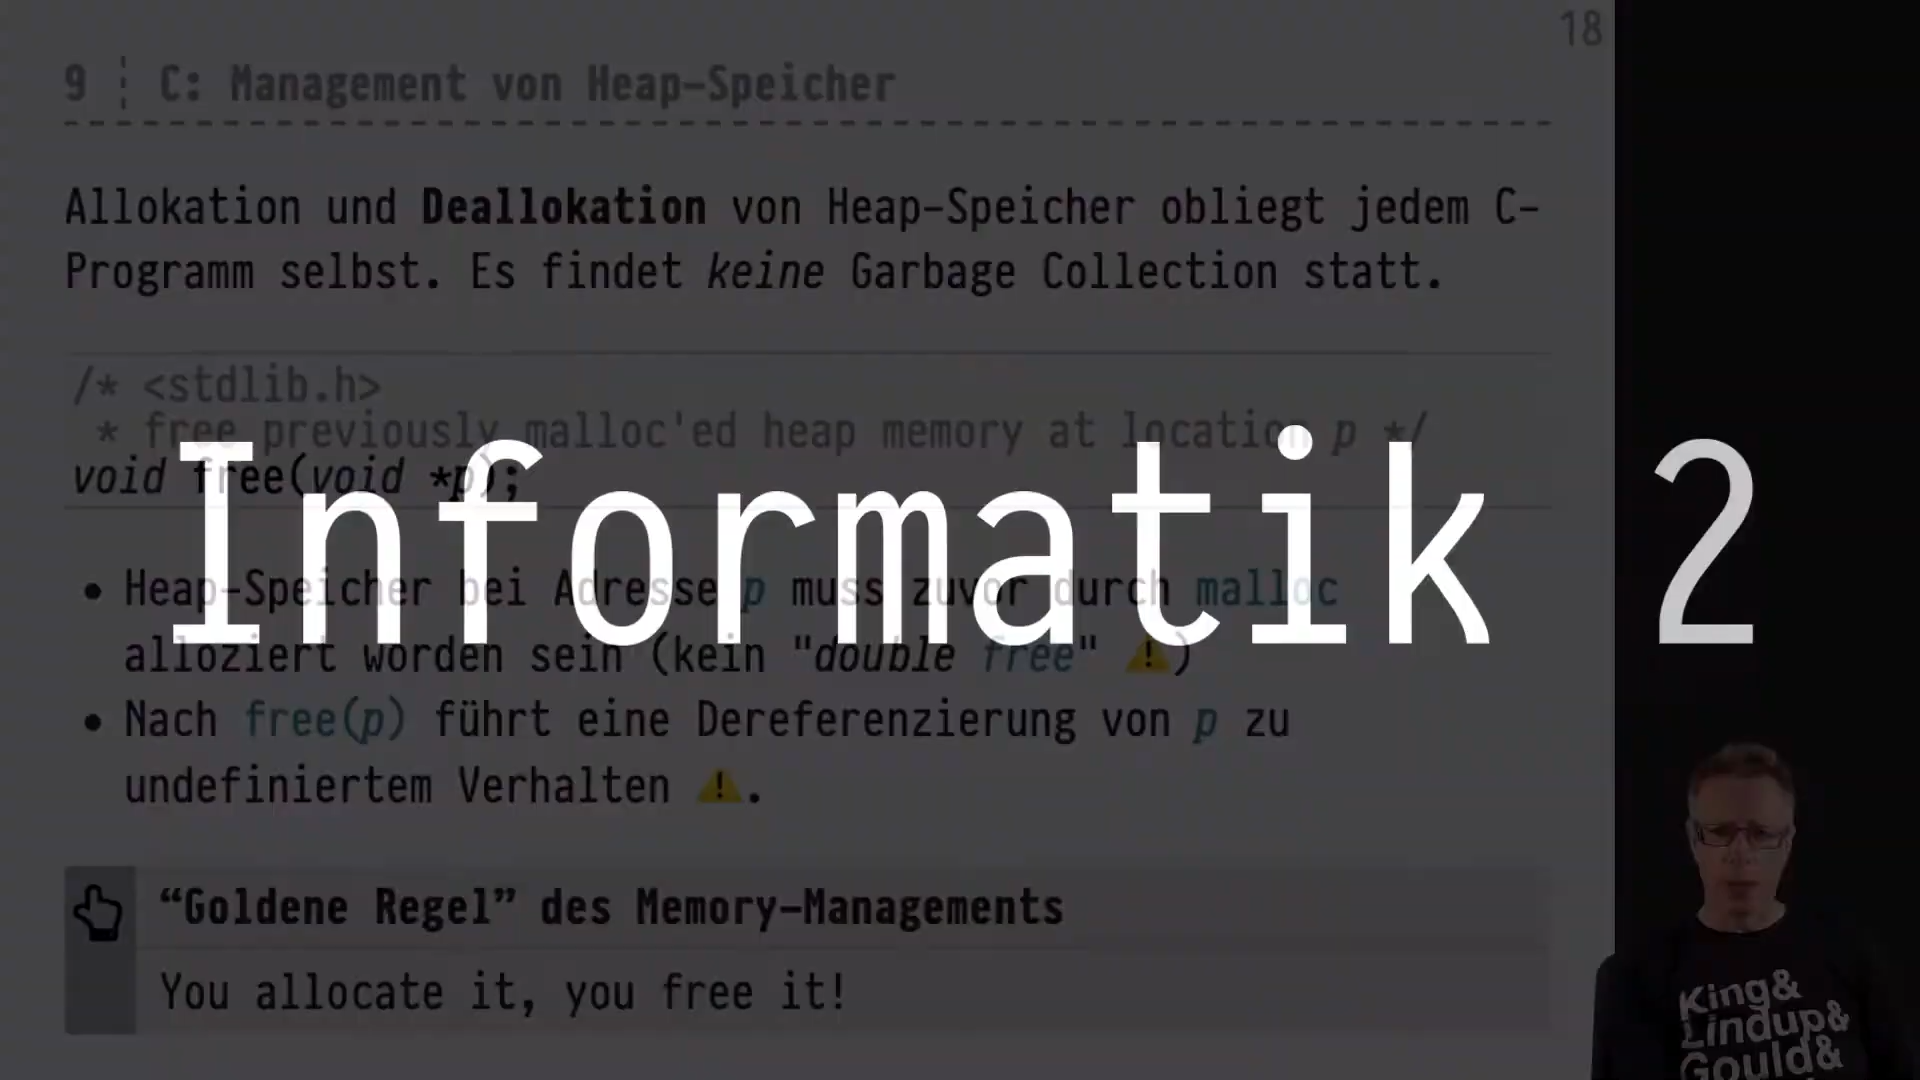 18
9 C: Management von Heap-Speicher
Allokation und Deallokation von Heap-Speicher obliegt jedem C-
Programm selbst. Es findet keine Garbage Collection statt.
/* <stdlib.h>
* free previously malloc'ed heap memory at location p */
void free(void *p);
Informatik 2
• Heap-Speicher bei Adresse p muss zuvor durch malloc
alloziert worden sein (kein "double free" ⚠)
• Nach free(p) führt eine Dereferenzierung von p zu
undefiniertem Verhalten ⚠.
“Goldene Regel” des Memory-Managements
You allocate it, you free it!
King&
Lindup&
Gould&